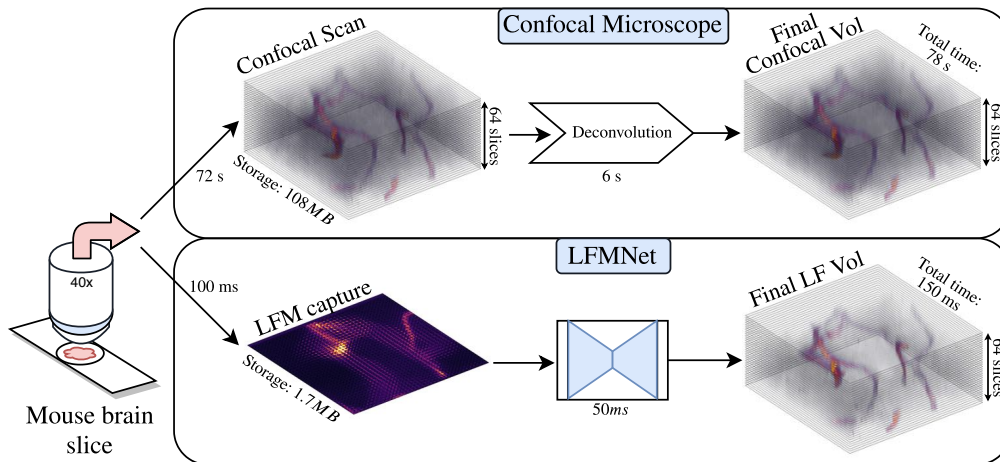 Confocal Microscope
Confocal Scan
64 slices
Storage: 108MB
72 s
Deconvolution
6 s
Final
Confocal Vol
Total time:
78 s
64 slices
40x
Mouse brain
slice
LFMNet
100 ms
LFM capture
Storage: 1.7MB
50ms
Final LF Vol
Total time:
150 ms
64 slices